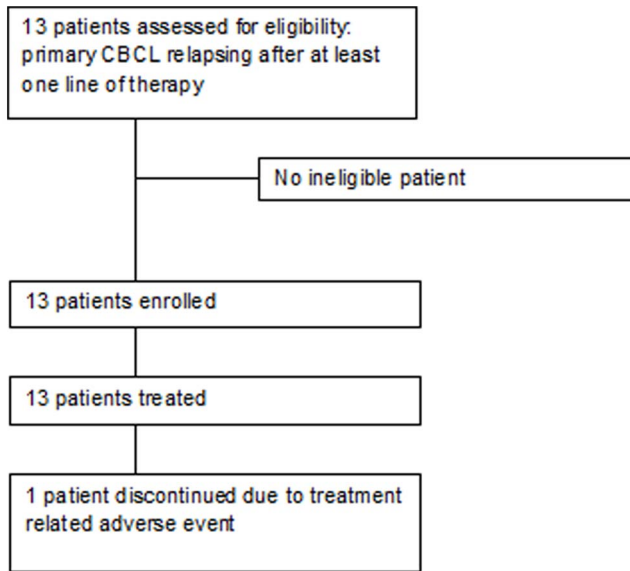 13 patients assessed for eligibility:
primary CBCL relapsing after at least
one line of therapy
No ineligible patient
13 patients enrolled
13 patients treated
1 patient discontinued due to treatment
related adverse event